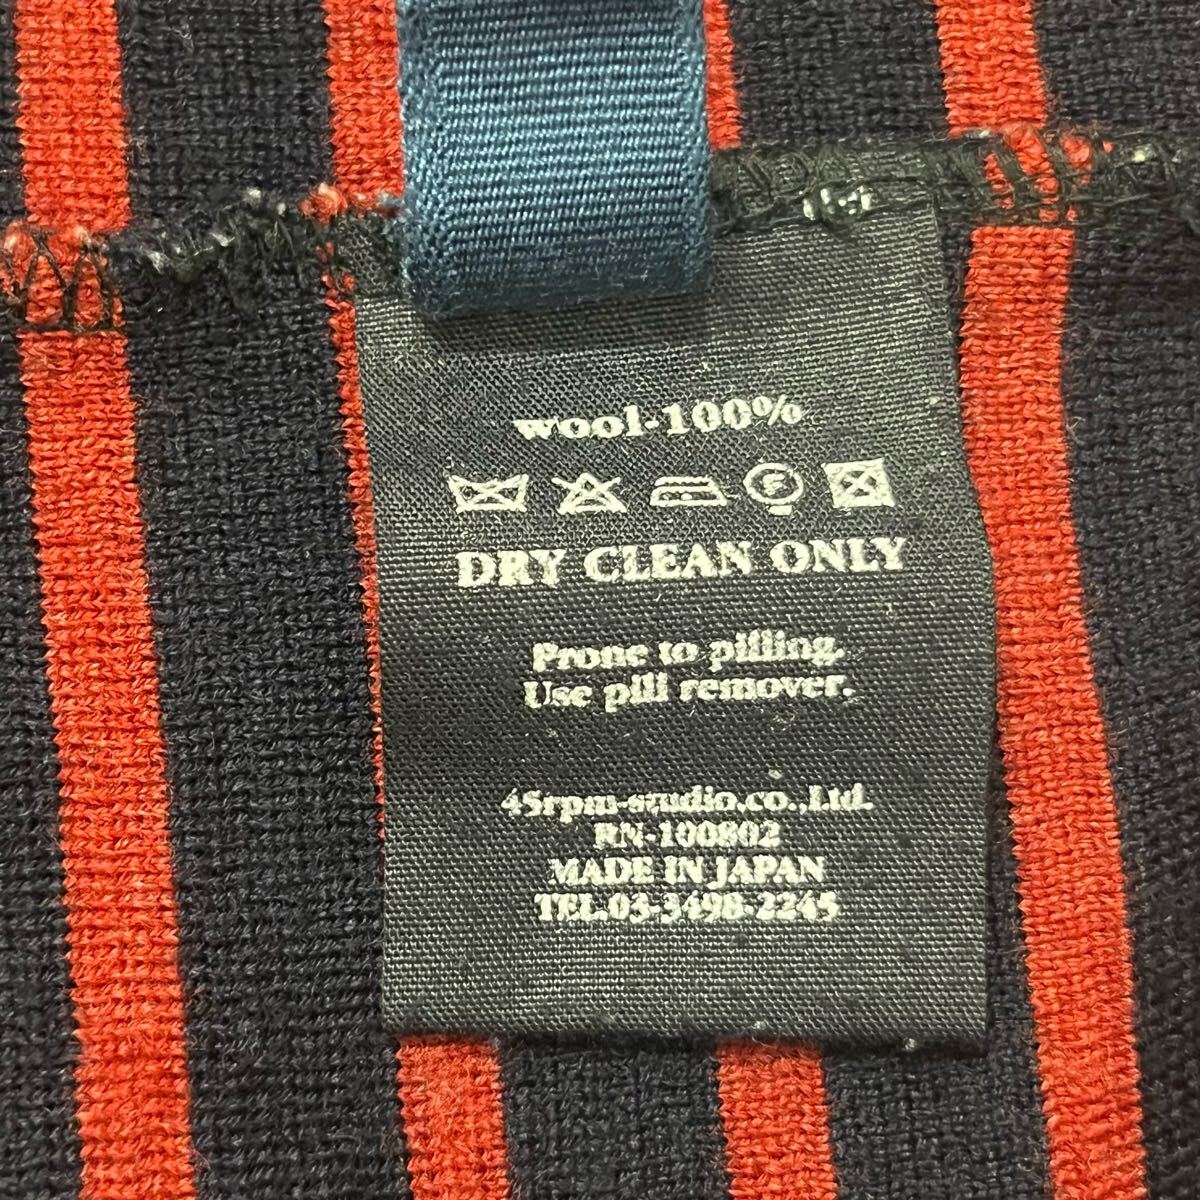 wool-100%
F
DRY CLEAN ONLY
Prone to pilling.
Use pill remover.
45rpm-studio.co.,Ltd.
RN-100802
MADE IN JAPAN
TEL.03-3498-2245